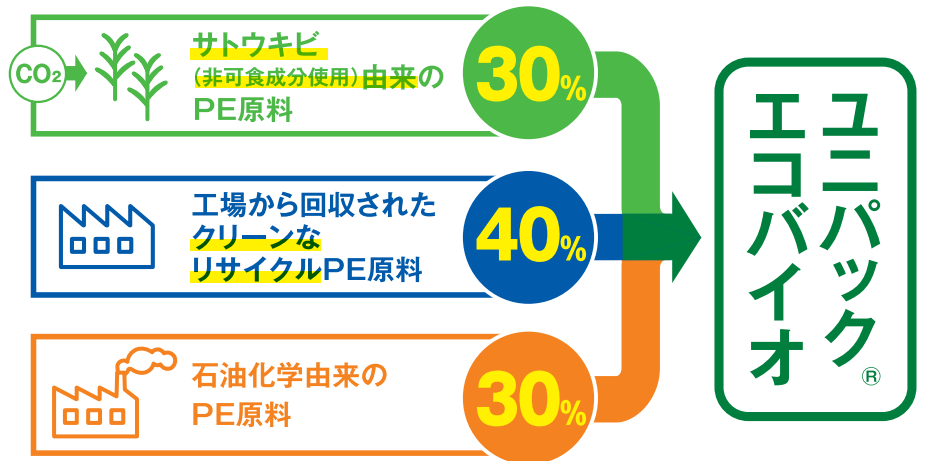 CO₂
サトウキビ
(非可食成分使用)由来の
PE原料
30%
工場から回収された
クリーンな
リサイクルPE原料
40%
石油化学由来の
PE原料
30%
ユニパック®
エコバイオ